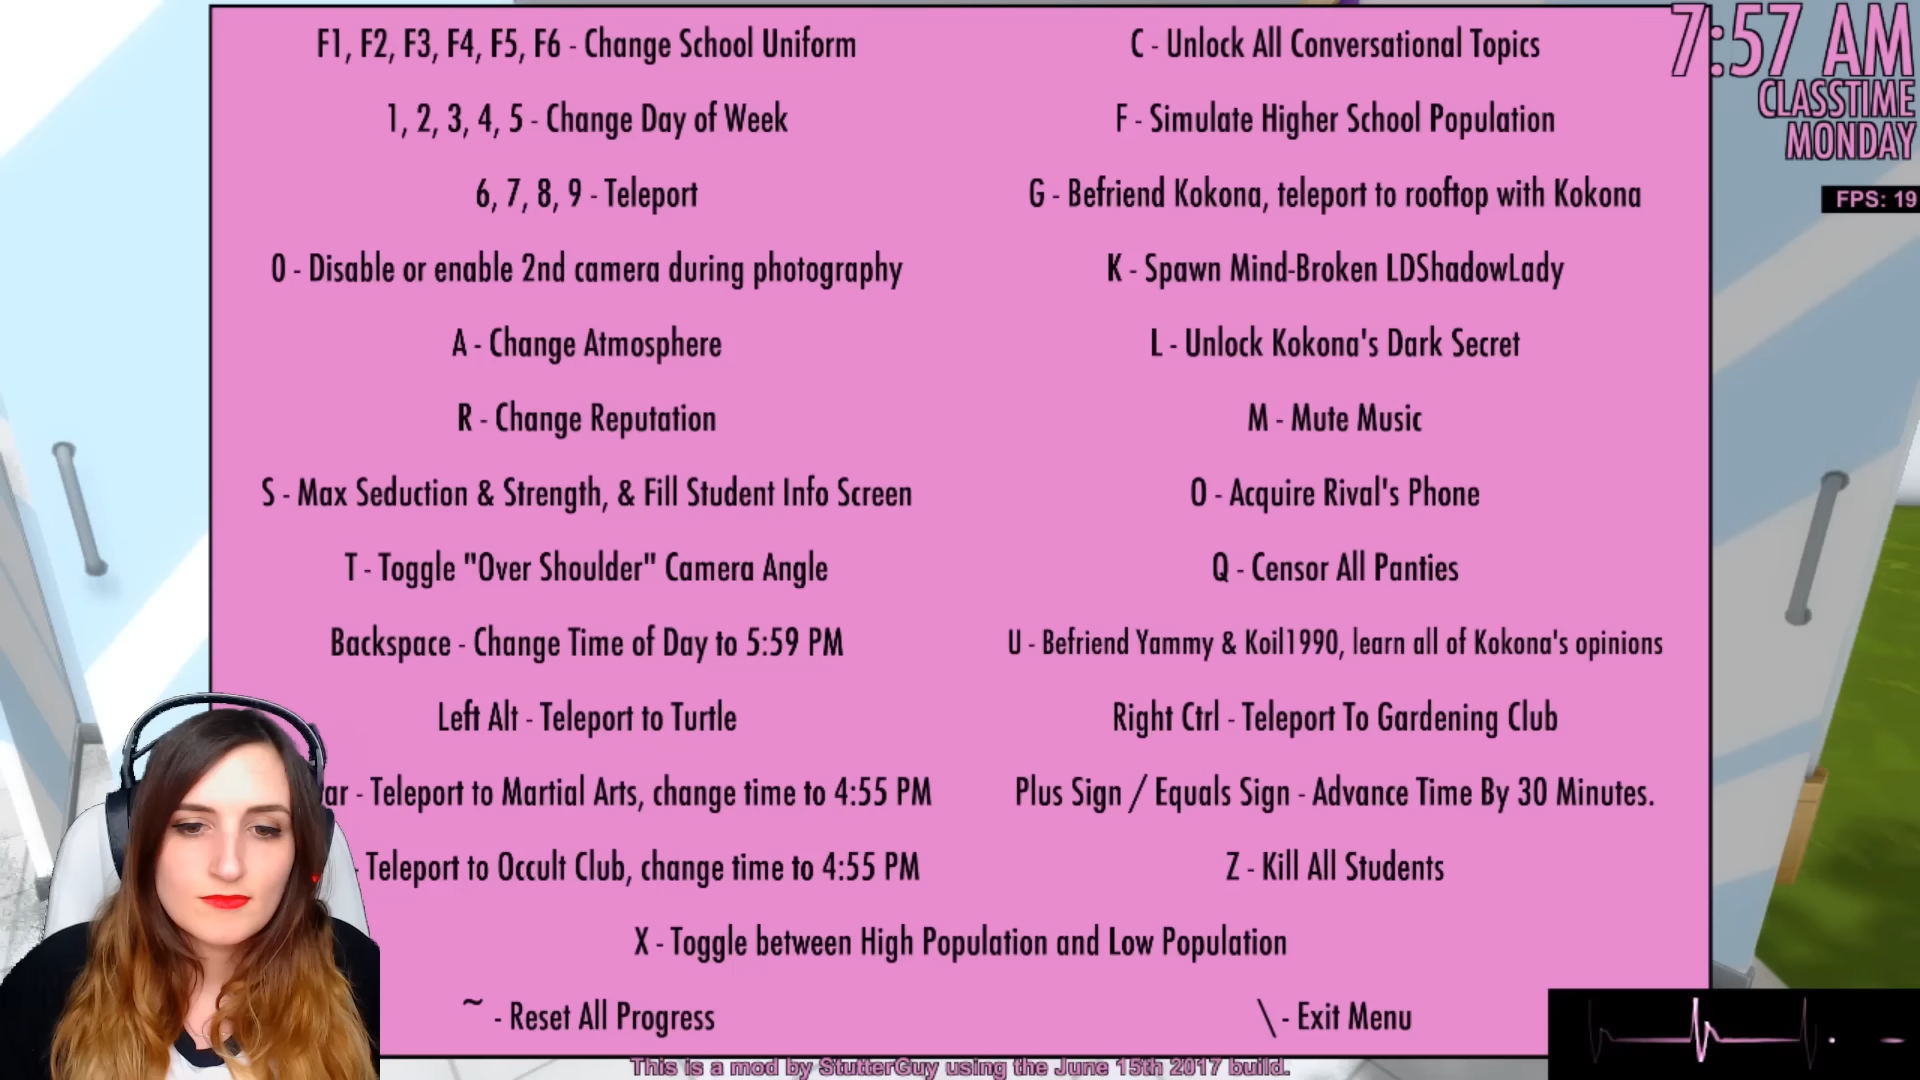 F1, F2, F3, F4, F5, F6 - Change School Uniform
1, 2, 3, 4, 5 - Change Day of Week
6, 7, 8, 9 - Teleport
0 - Disable or enable 2nd camera during photography
A - Change Atmosphere
R - Change Reputation
S - Max Seduction & Strength, & Fill Student Info Screen
T - Toggle "Over Shoulder" Camera Angle
Backspace - Change Time of Day to 5:59 PM
Left Alt - Teleport to Turtle
ar - Teleport to Martial Arts, change time to 4:55 PM
- Teleport to Occult Club, change time to 4:55 PM
C - Unlock All Conversational Topics
F - Simulate Higher School Population
G - Befriend Kokona, teleport to rooftop with Kokona
K - Spawn Mind-Broken LDShadowLady
L - Unlock Kokona's Dark Secret
M - Mute Music
O - Acquire Rival's Phone
Q - Censor All Panties
U - Befriend Yammy & Koil1990, learn all of Kokona's opinions
Right Ctrl - Teleport To Gardening Club
Plus Sign / Equals Sign - Advance Time By 30 Minutes.
Z - Kill All Students
X - Toggle between High Population and Low Population
~ - Reset All Progress
\ - Exit Menu
7:57 AM
CLASSTIME
MONDAY
FPS: 19
This is a mod by StutterGuy using the June 15th 2017 build.